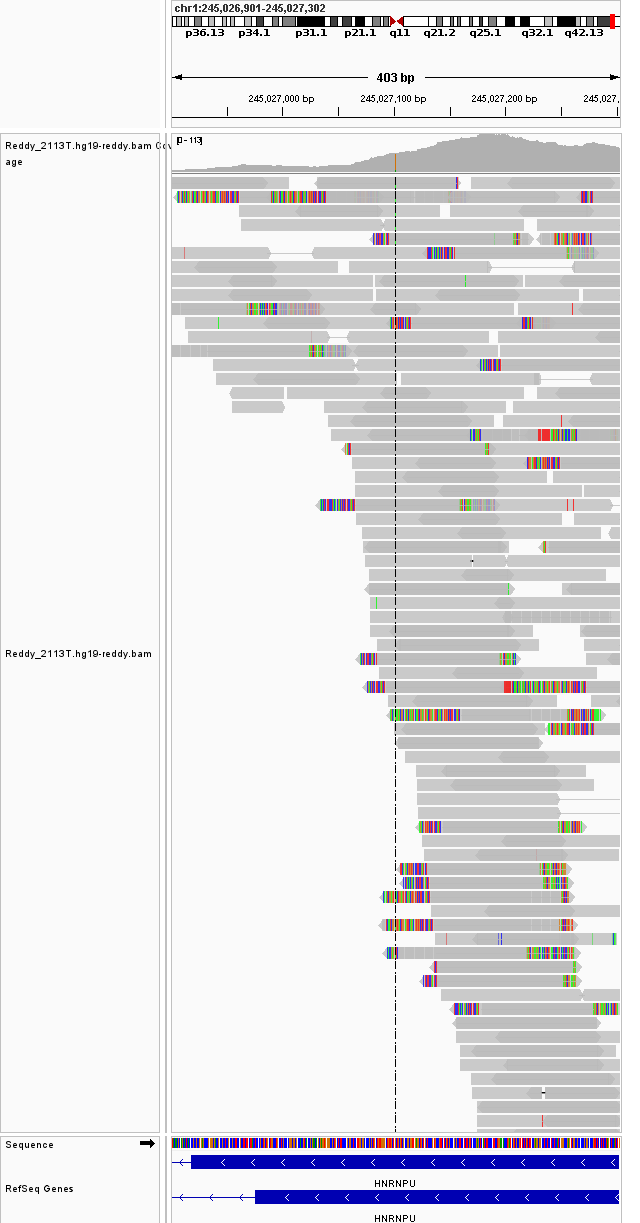 chr1:245,026,901-245,027,302
p36.13 p34.1 p31.1 p21.1 q11 q21.2 q25.1 q32.1 q42.13
403 bp
245,027,000 bp 245,027,100 bp 245,027,200 bp 245,027,
Reddy_2113T.hg19-reddy.bam Cov
age
[0 - 113]
Reddy_2113T.hg19-reddy.bam
Sequence
RefSeq Genes
HNRNPU
HNRNPU